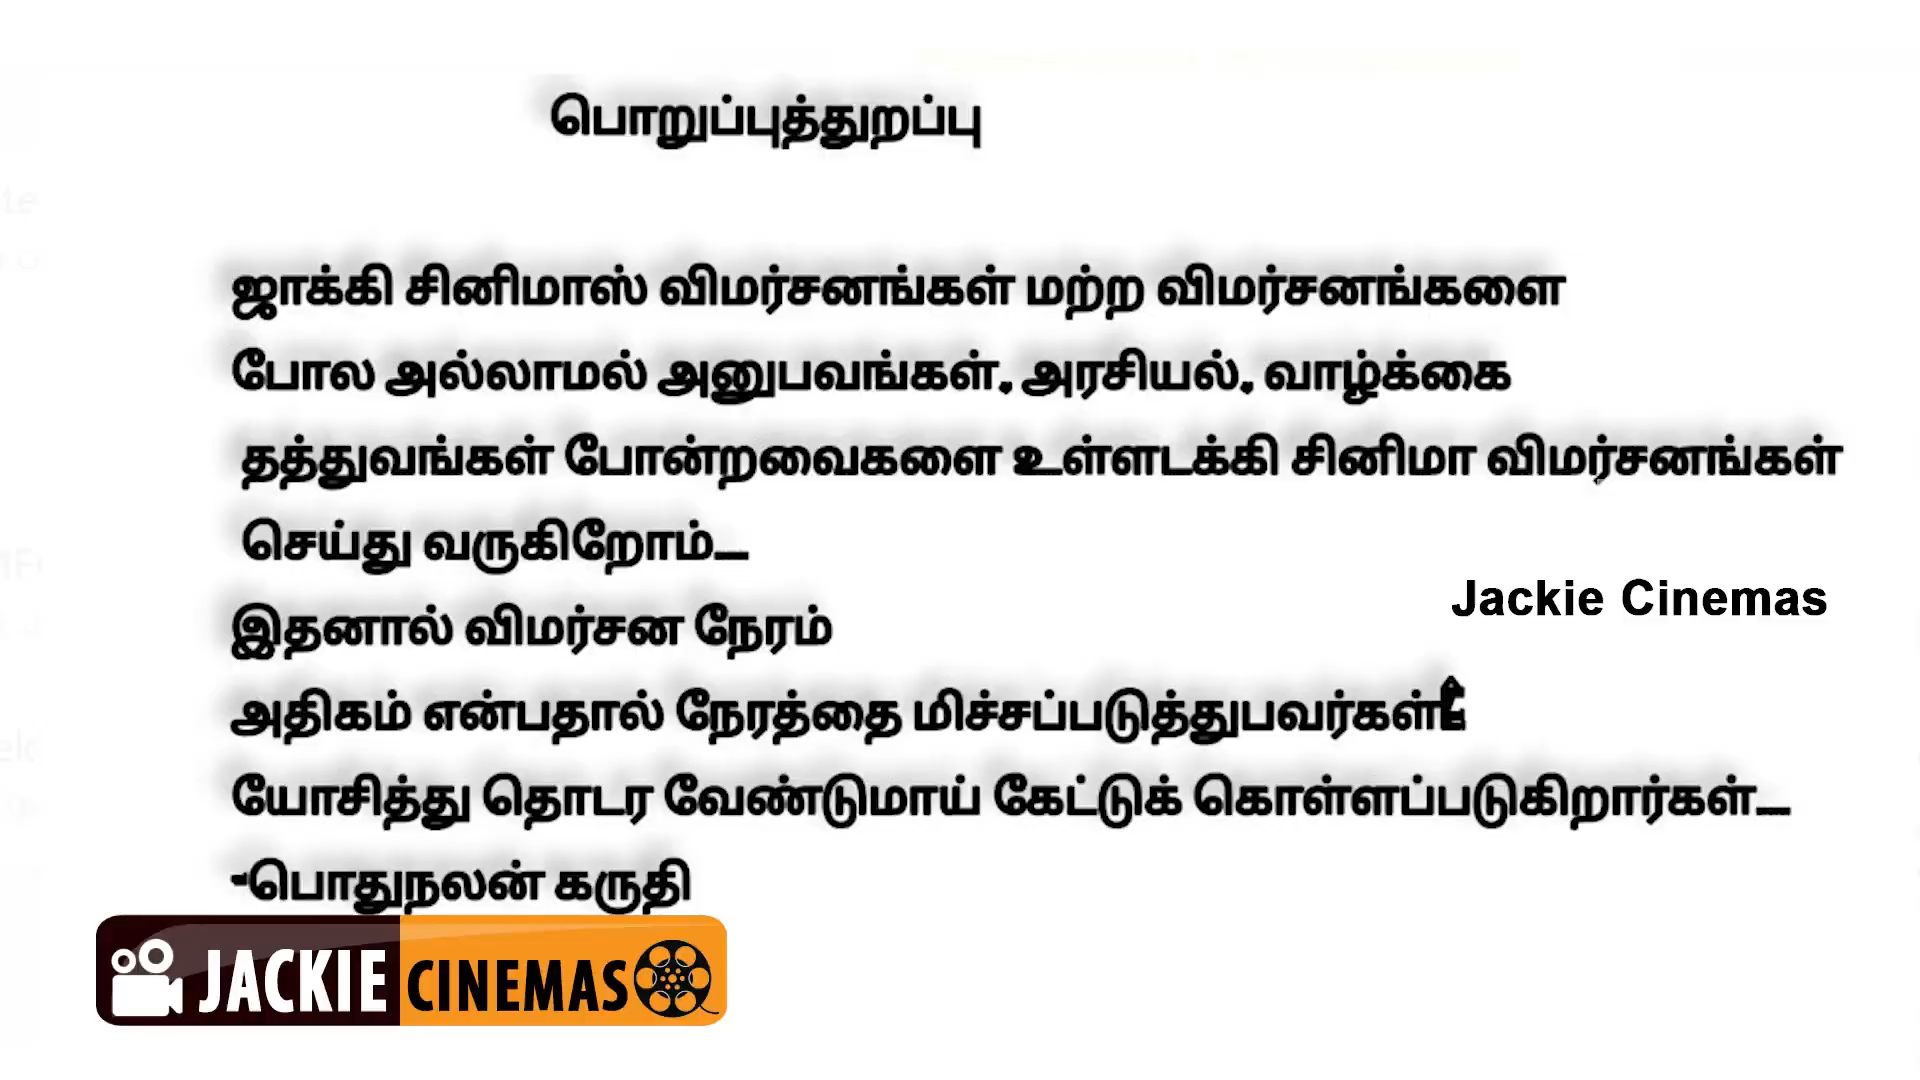 பொறுப்புத்துறப்பு
ஜாக்கி சினிமாஸ் விமர்சனங்கள் மற்ற விமர்சனங்களை
போல அல்லாமல் அனுபவங்கள், அரசியல், வாழ்க்கை
தத்துவங்கள் போன்றவைகளை உள்ளடக்கி சினிமா விமர்சனங்கள்
செய்து வருகிறோம்...
இதனால் விமர்சன நேரம்
Jackie Cinemas
அதிகம் என்பதால் நேரத்தை மிச்சப்படுத்துபவர்கள்
யோசித்து தொடர வேண்டுமாய் கேட்டுக் கொள்ளப்படுகிறார்கள்...
-பொதுநலன் கருதி
JACKIE CINEMAS